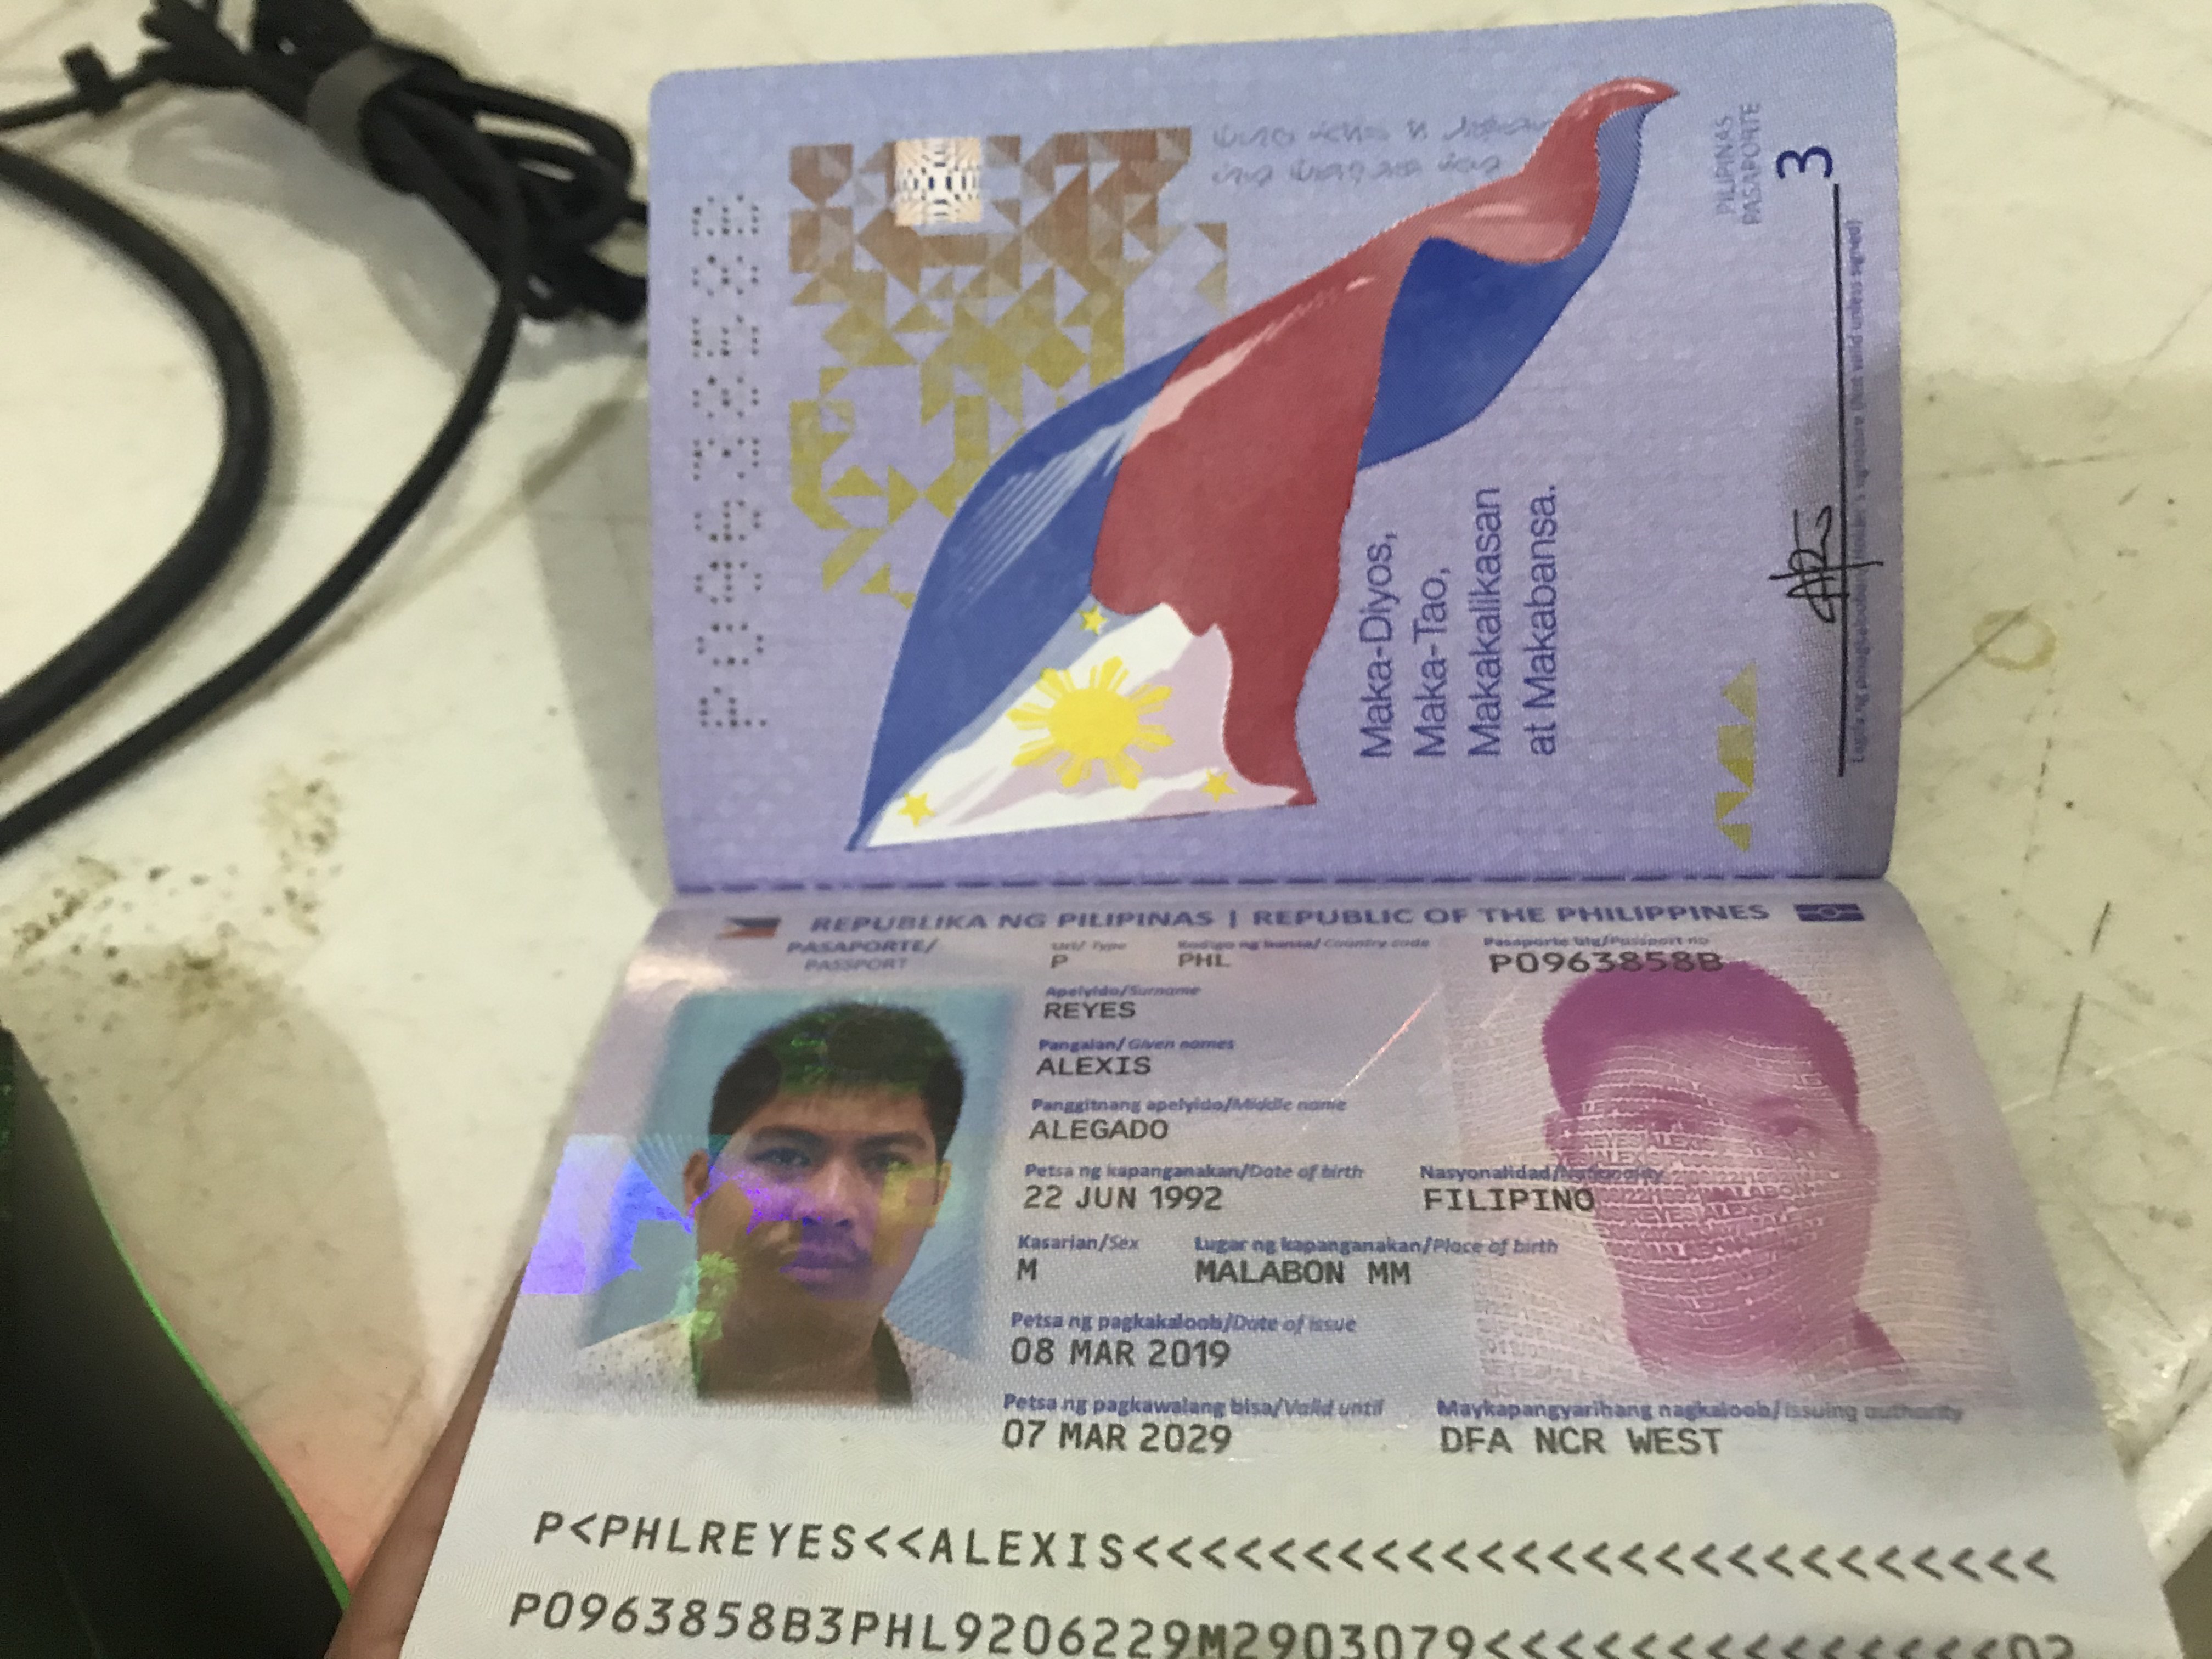 P0963858B
Maka-Diyos,
Maka-Tao,
Makakalikasan
at Makabansa.
PILIPINAS
PASAPORTE
3
REPUBLIKA NG PILIPINAS | REPUBLIC OF THE PHILIPPINES
PASAPORTE/
PASSPORT
Uri/ Type
Kodigo ng bansa/ Country code
Pasaporte blg/Passport no
P
PHL
P0963858B
Apelyido/Surname
REYES
Pangalan/ Given names
ALEXIS
Panggitnang apelyido/Middle name
ALEGADO
Petsa ng kapanganakan/Date of birth
Nasyonalidad/Nationality
22 JUN 1992
FILIPINO
Kasarian/Sex
Lugar ng kapanganakan/Place of birth
M
MALABON MM
Petsa ng pagkakaloob/Date of issue
08 MAR 2019
Petsa ng pagkawalang bisa/Valid until
Maykapangyarihang nagkaloob/Issuing authority
07 MAR 2029
DFA NCR WEST
P<PHLREYES<<ALEXIS<<<<<<<<<<<<<<<<<<<<<<<<<<
P0963858B3PHL9206229M2903079<<<<<<<<<<<<<<02